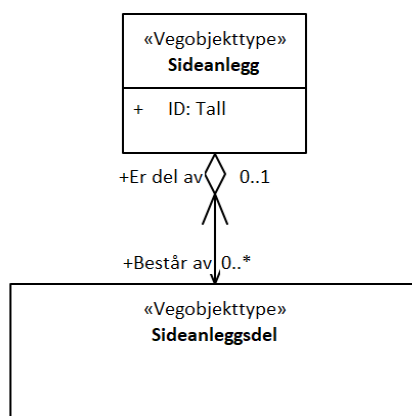 «Vegobjekttype»
Sideanlegg
+ ID: Tall
+Er del av 0..1
+Består av 0..*
«Vegobjekttype»
Sideanleggsdel